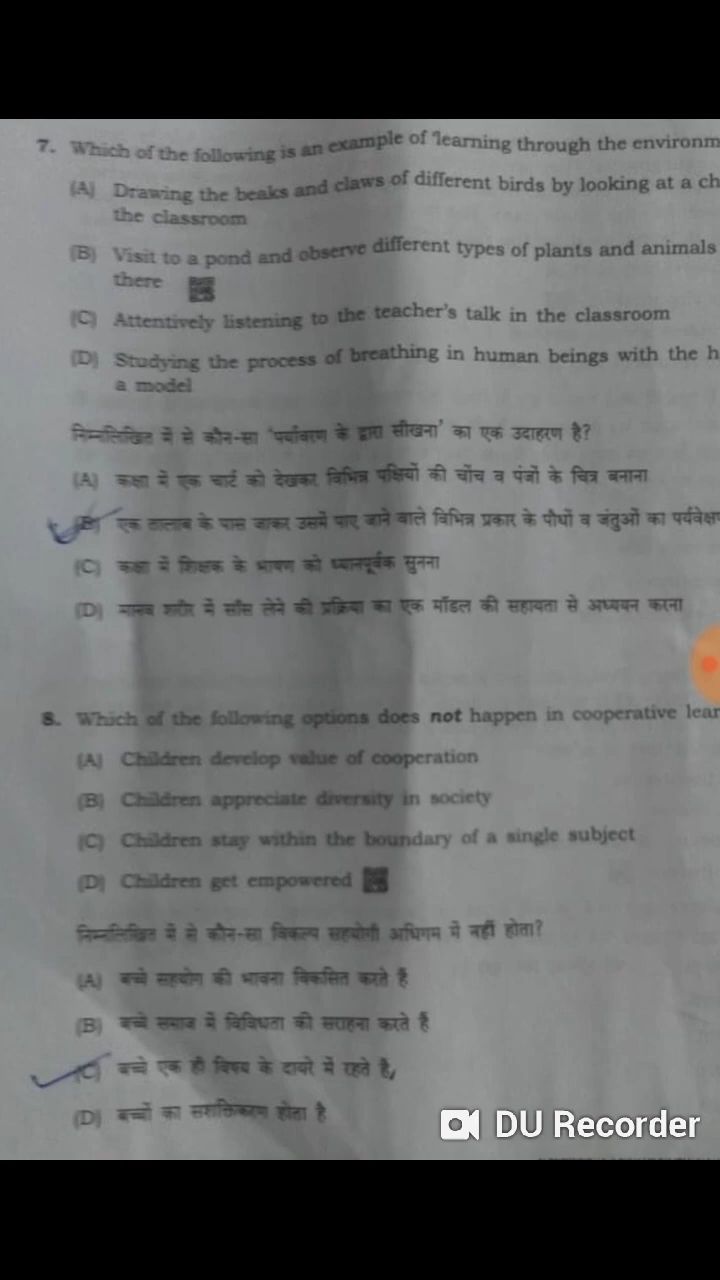 7. Which of the following is an example of 'learning through the environm
(A) Drawing the beaks and claws of different birds by looking at a ch
the classroom
(B) Visit to a pond and observe different types of plants and animals
there
(C) Attentively listening to the teacher's talk in the classroom
(D) Studying the process of breathing in human beings with the h
a model
निम्नलिखित में से कौन-सा 'पर्यावरण के द्वारा सीखना' का एक उदाहरण है?
(A) कक्षा में एक चार्ट को देखकर विभिन्न पक्षियों की चोंच व पंजों के चित्र बनाना
(B) एक तालाब के पास जाकर उसमें पाए जाने वाले विभिन्न प्रकार के पौधों व जंतुओं का पर्यवेक्ष
(C) कक्षा में शिक्षक के भाषण को ध्यानपूर्वक सुनना
(D) मानव शरीर में साँस लेने की प्रक्रिया का एक मॉडल की सहायता से अध्ययन करना
8. Which of the following options does not happen in cooperative lear
(A) Children develop value of cooperation
(B) Children appreciate diversity in society
(C) Children stay within the boundary of a single subject
(D) Children get empowered
निम्नलिखित में से कौन-सा विकल्प सहयोगी अधिगम में नहीं होता?
(A) बच्चे सहयोग की भावना विकसित करते हैं
(B) बच्चे समाज में विविधता की सराहना करते हैं
(C) बच्चे एक ही विषय के दायरे में रहते हैं
(D) बच्चों का सशक्तिकरण होता है
DU Recorder